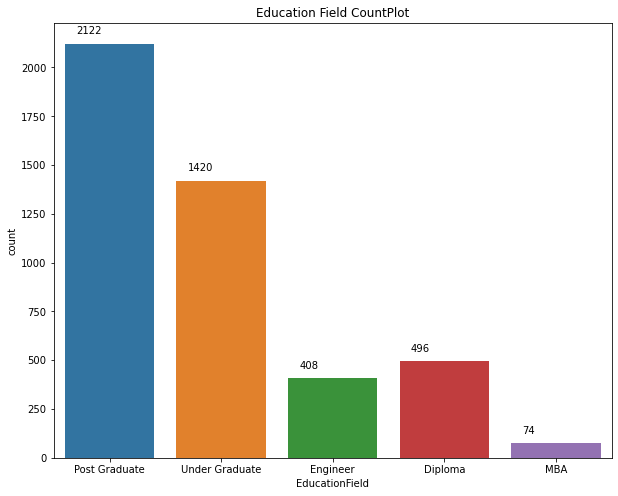 Education Field CountPlot
2122
1420
408
496
74
2000
1750
1500
1250
1000
750
500
250
0
count
Post Graduate
Under Graduate
Engineer
Diploma
MBA
EducationField